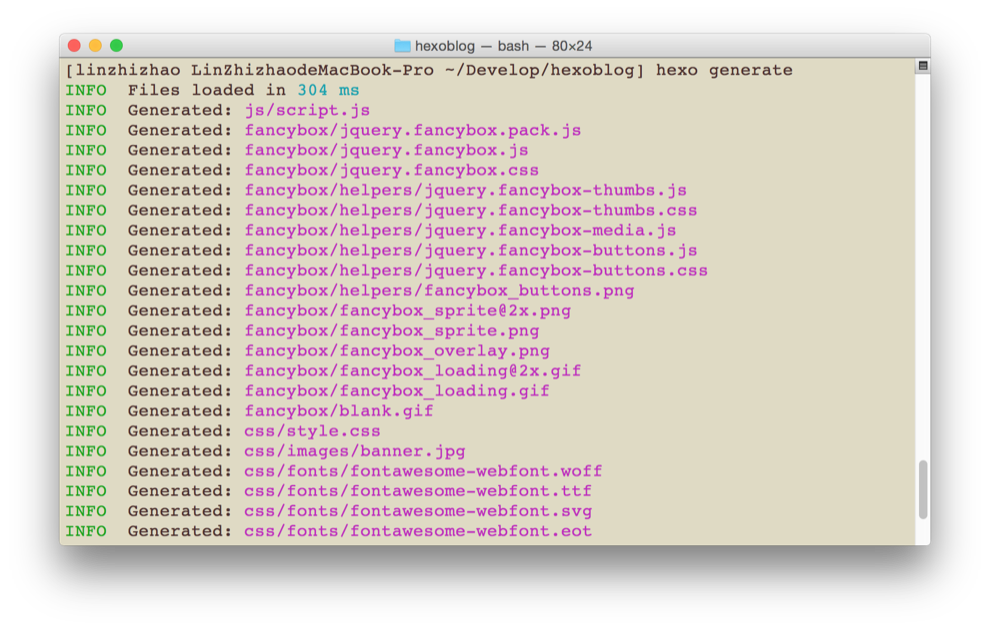 hexoblog — bash — 80×24
[linzhizhao LinZhizhaodeMacBook-Pro ~/Develop/hexoblog] hexo generate
INFO  Files loaded in 304 ms
INFO  Generated: js/script.js
INFO  Generated: fancybox/jquery.fancybox.pack.js
INFO  Generated: fancybox/jquery.fancybox.js
INFO  Generated: fancybox/jquery.fancybox.css
INFO  Generated: fancybox/helpers/jquery.fancybox-thumbs.js
INFO  Generated: fancybox/helpers/jquery.fancybox-thumbs.css
INFO  Generated: fancybox/helpers/jquery.fancybox-media.js
INFO  Generated: fancybox/helpers/jquery.fancybox-buttons.js
INFO  Generated: fancybox/helpers/jquery.fancybox-buttons.css
INFO  Generated: fancybox/helpers/fancybox_buttons.png
INFO  Generated: fancybox/fancybox_sprite@2x.png
INFO  Generated: fancybox/fancybox_sprite.png
INFO  Generated: fancybox/fancybox_overlay.png
INFO  Generated: fancybox/fancybox_loading@2x.gif
INFO  Generated: fancybox/fancybox_loading.gif
INFO  Generated: fancybox/blank.gif
INFO  Generated: css/style.css
INFO  Generated: css/images/banner.jpg
INFO  Generated: css/fonts/fontawesome-webfont.woff
INFO  Generated: css/fonts/fontawesome-webfont.ttf
INFO  Generated: css/fonts/fontawesome-webfont.svg
INFO  Generated: css/fonts/fontawesome-webfont.eot